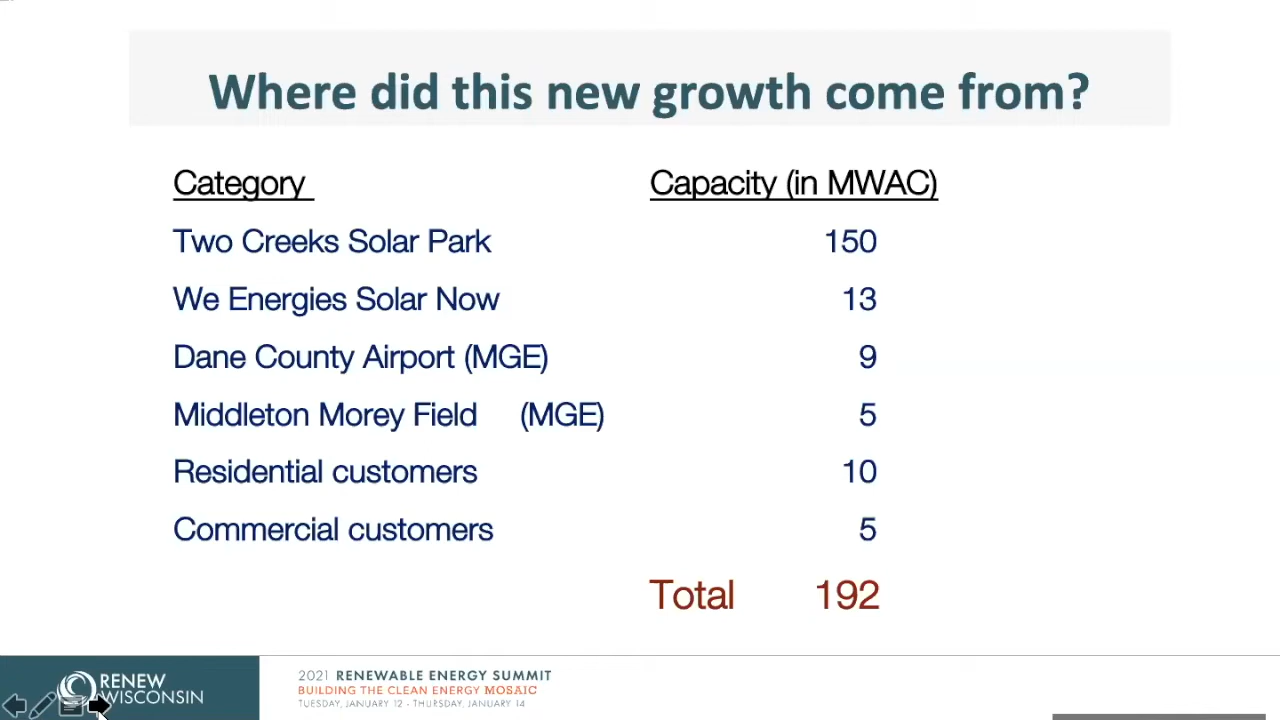 Where did this new growth come from?
Category Capacity (in MWAC)
Two Creeks Solar Park 150
We Energies Solar Now 13
Dane County Airport (MGE) 9
Middleton Morey Field (MGE) 5
Residential customers 10
Commercial customers 5
Total 192
RENEW
WISCONSIN
2021 RENEWABLE ENERGY SUMMIT
BUILDING THE CLEAN ENERGY MOSAIC
TUESDAY, JANUARY 12 - THURSDAY, JANUARY 14